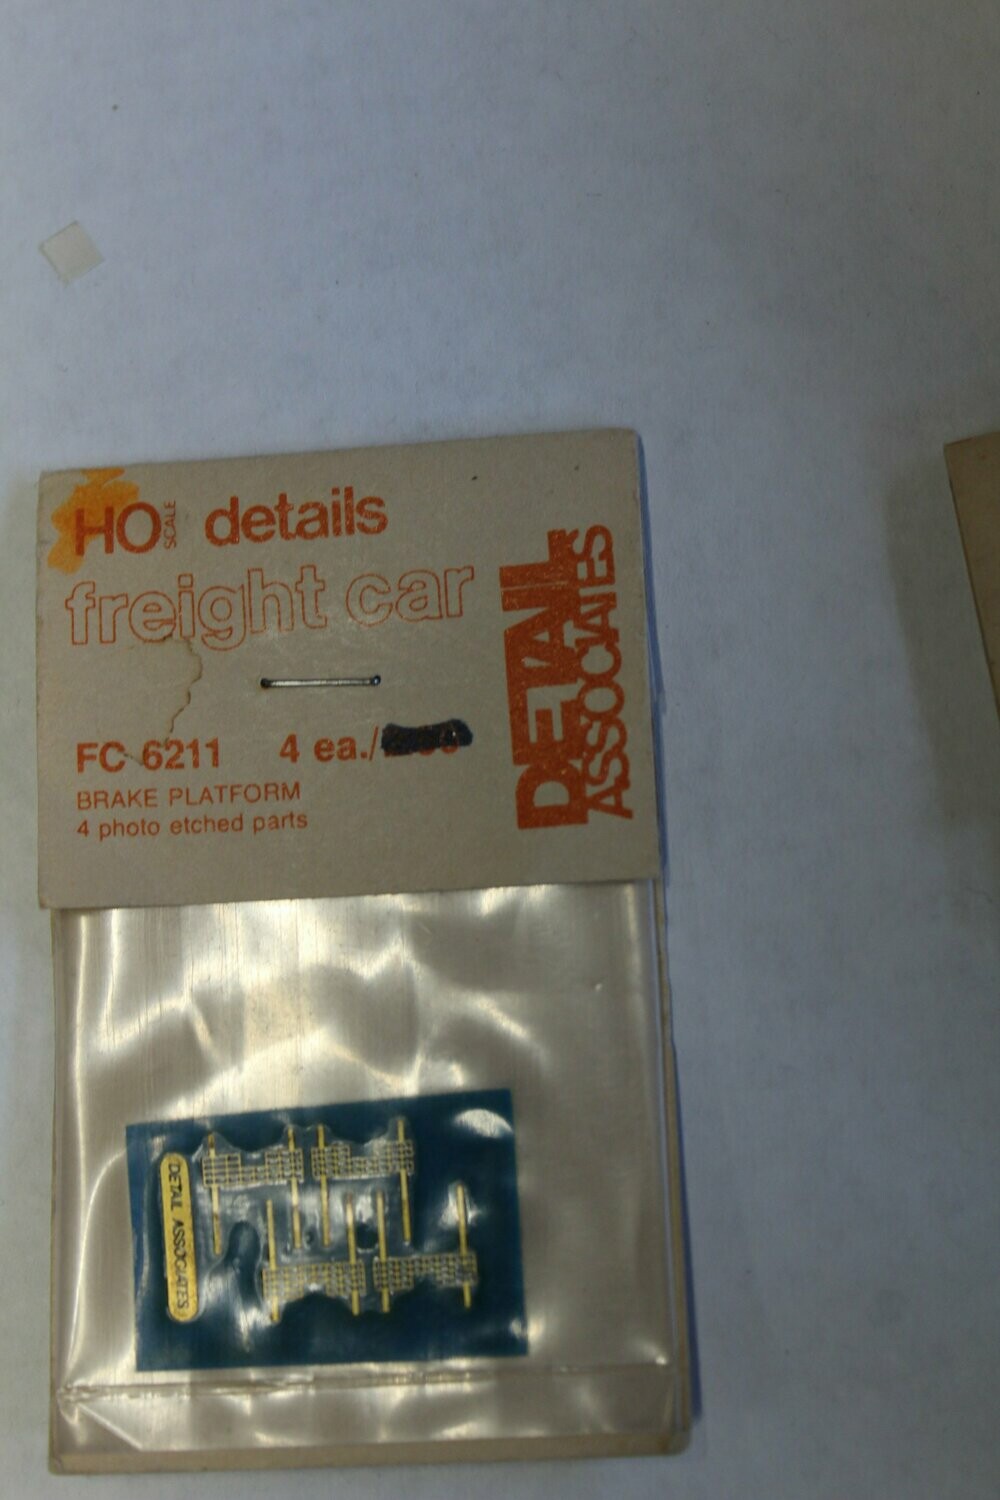 HO SCALE details
freight car
FC 6211 4 ea./
BRAKE PLATFORM
4 photo etched parts
DETAIL
ASSOCIATES
DETAIL ASSOCIATES